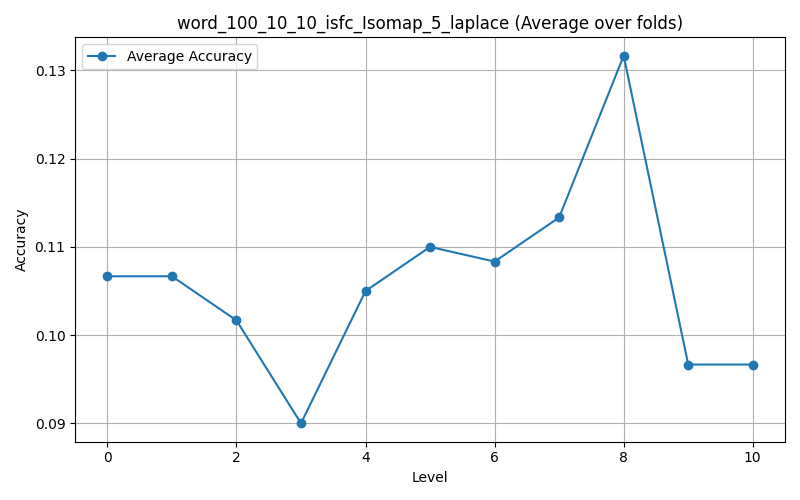 word_100_10_10_isfc_Isomap_5_laplace (Average over folds)
Average Accuracy
0.13
0.12
0.11
0.10
0.09
Accuracy
0 2 4 6 8 10
Level